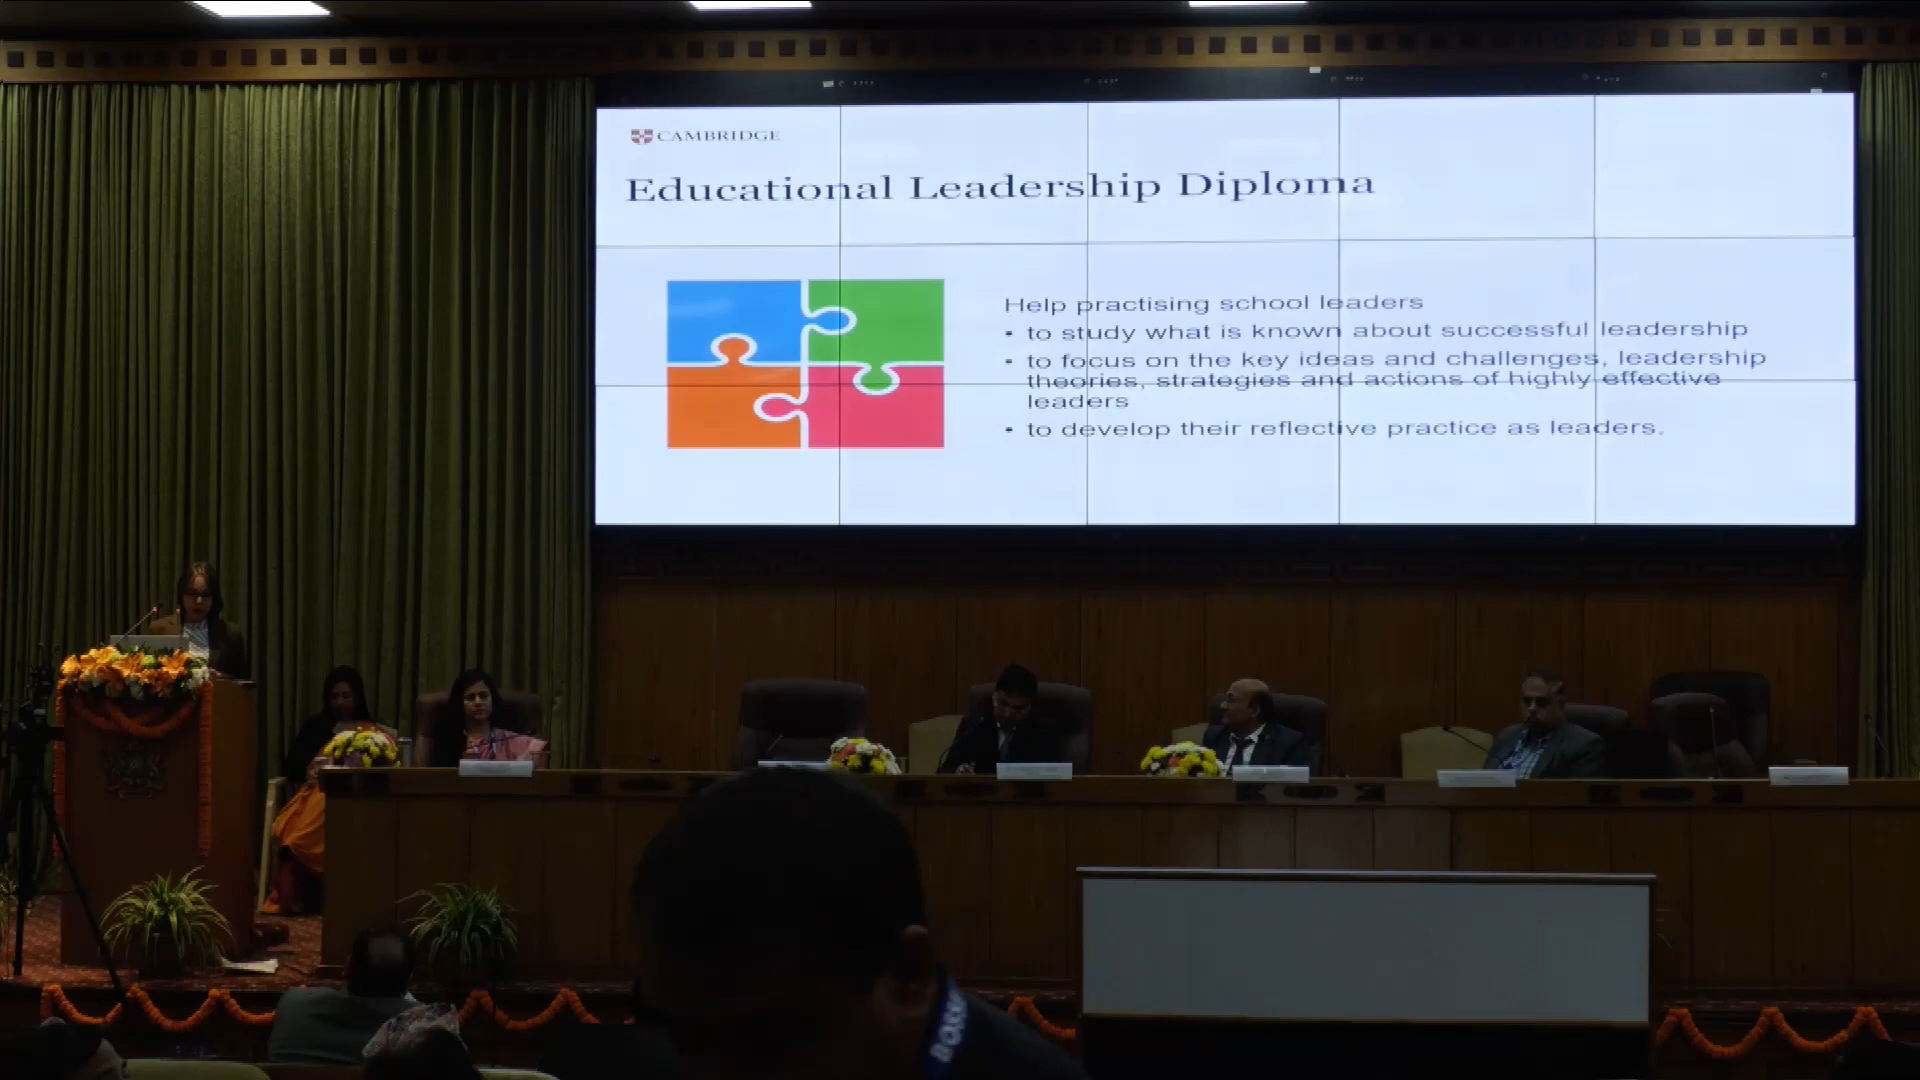 CAMBRIDGE
Educational Leadership Diploma
Help practising school leaders
• to study what is known about successful leadership
• to focus on the key ideas and challenges, leadership
theories, strategies and actions of highly effective
leaders
• to develop their reflective practice as leaders.